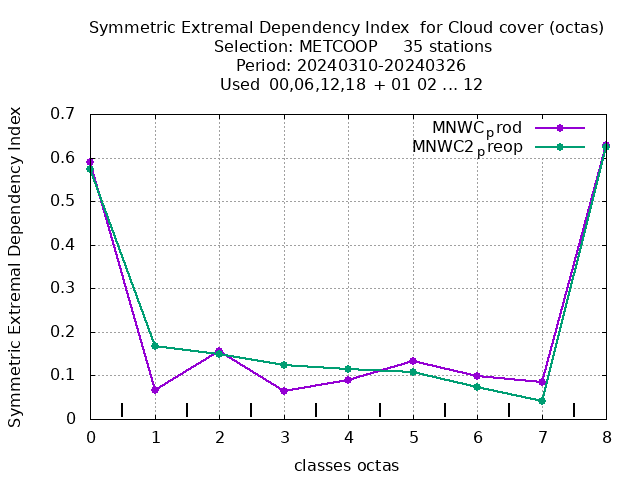 Symmetric Extremal Dependency Index  for Cloud cover (octas)
Selection: METCOOP     35 stations
Period: 20240310-20240326
Used  00,06,12,18  + 01 02 ... 12
Symmetric Extremal Dependency Index
0.7
0.6
0.5
0.4
0.3
0.2
0.1
0
MNWCprod
MNWC2preop
0 1 2 3 4 5 6 7 8
classes octas